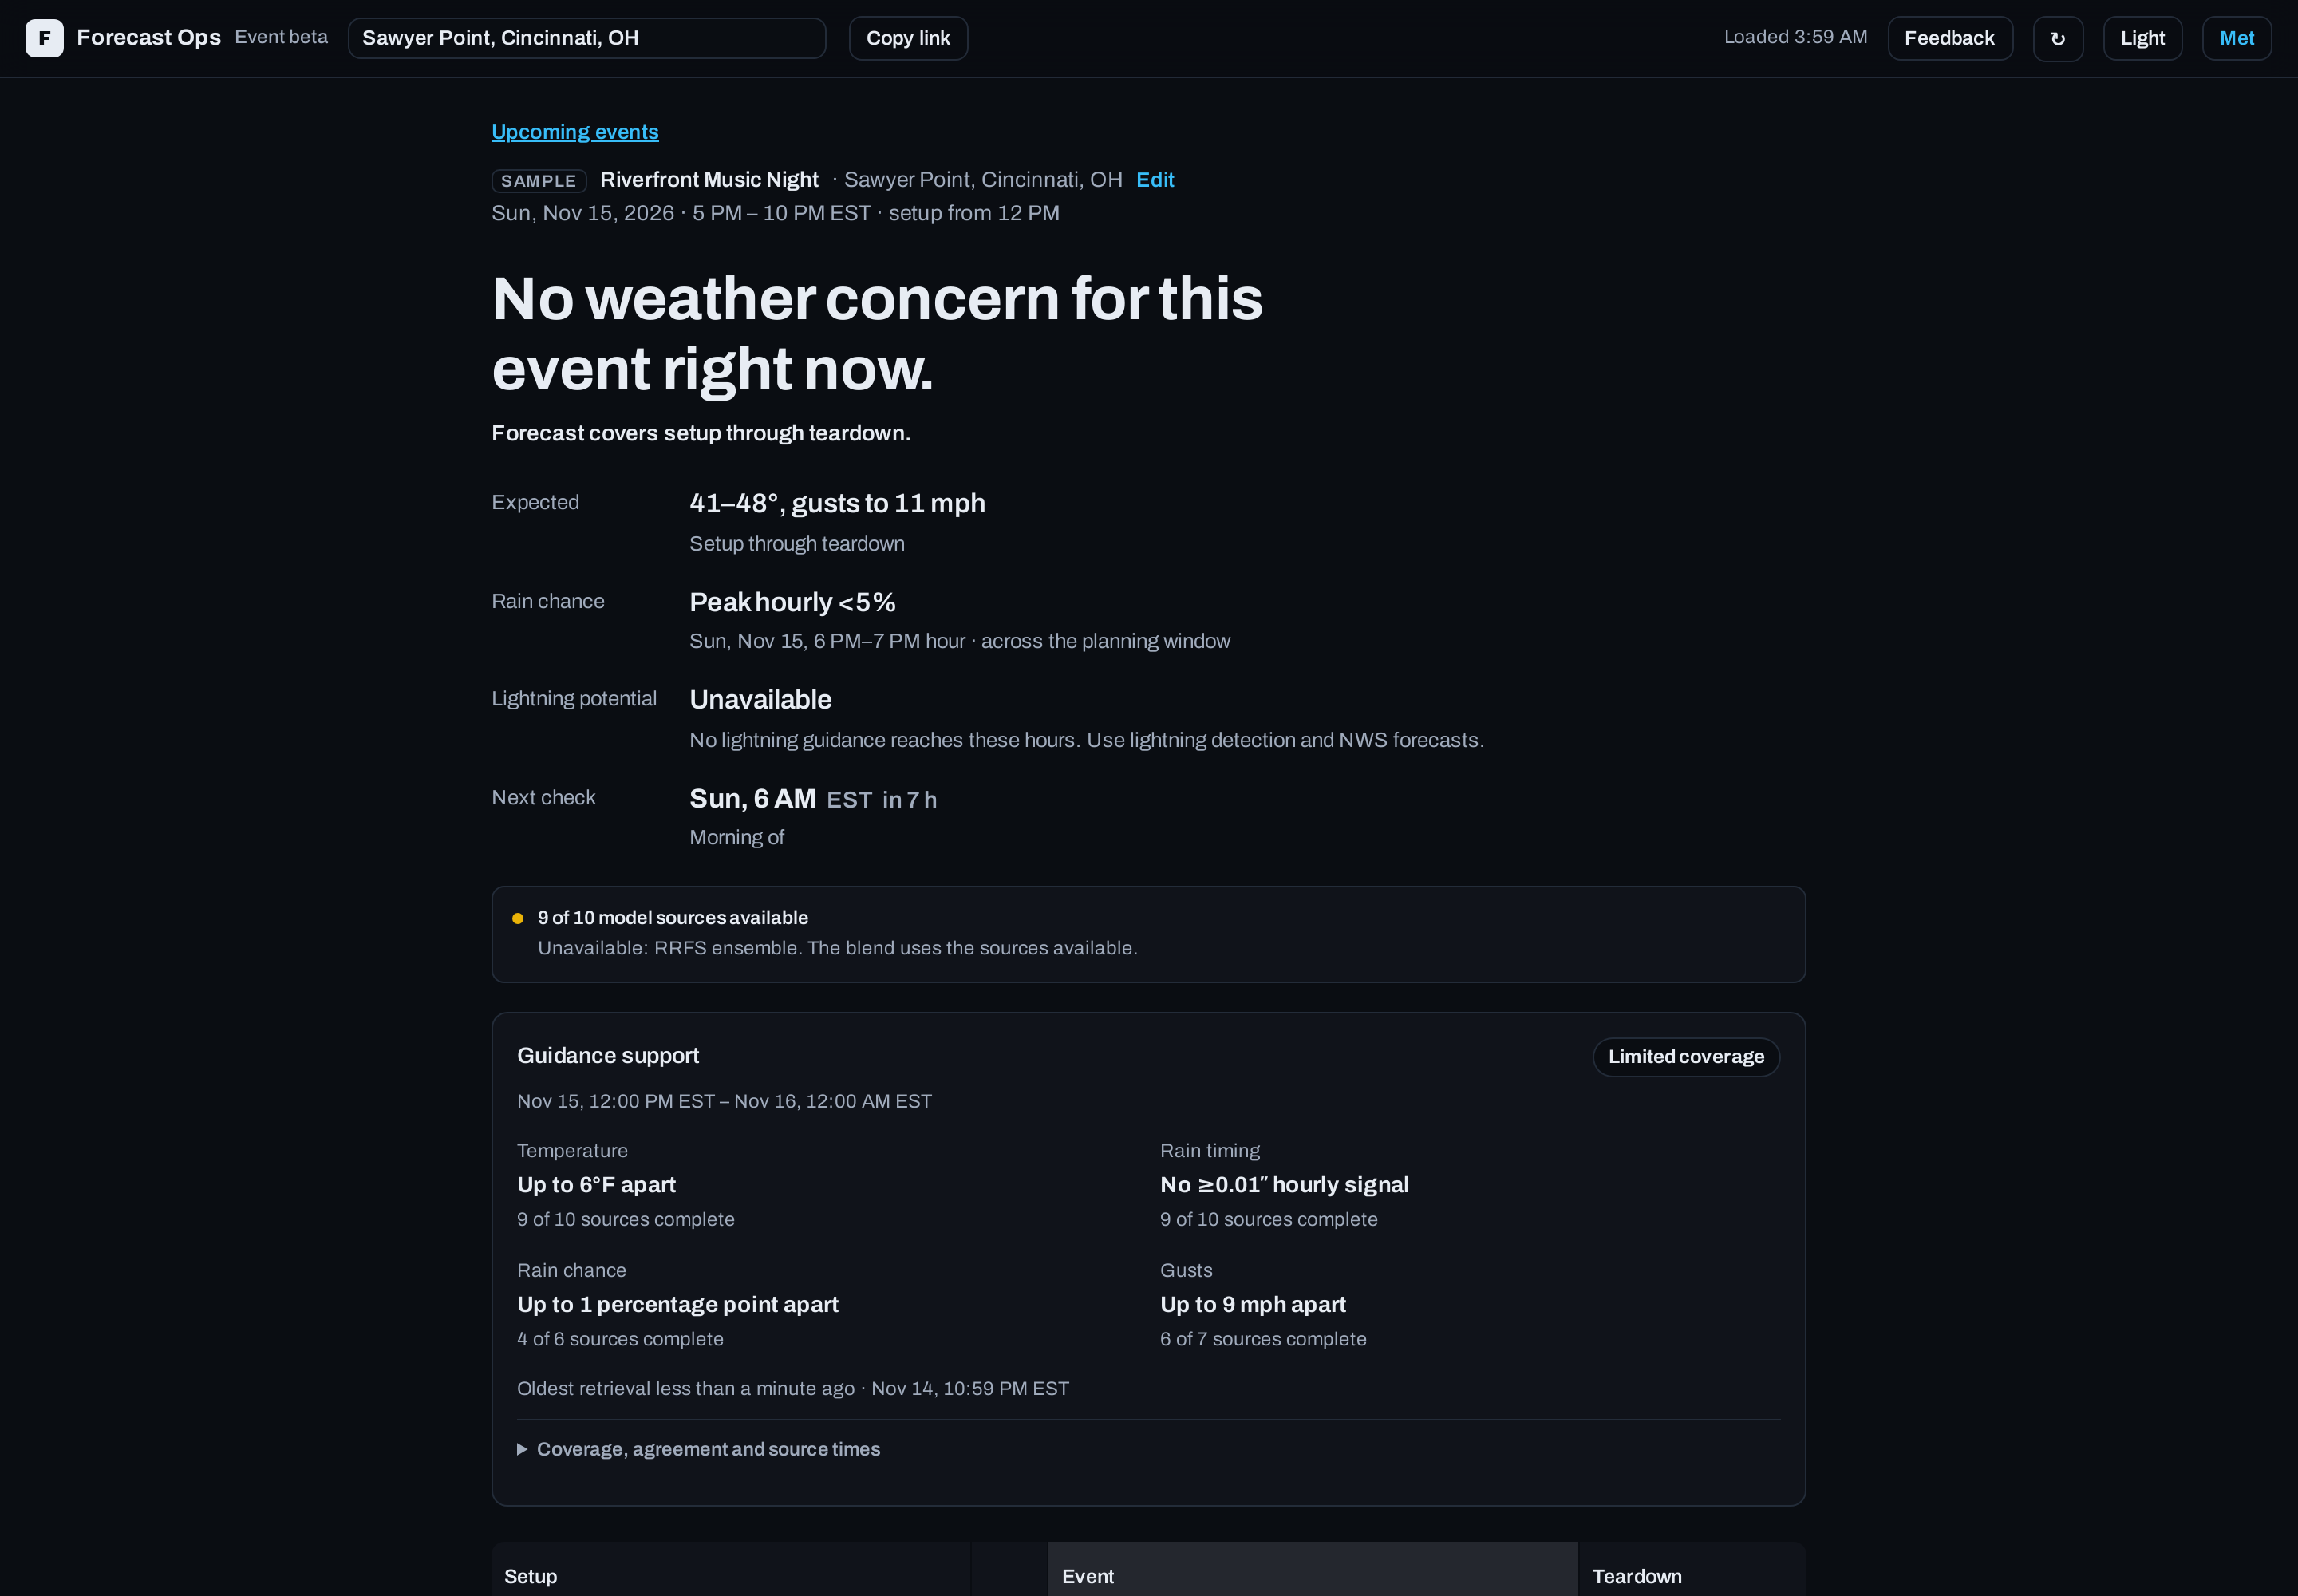 F Forecast Ops Event beta Sawyer Point, Cincinnati, OH Copy link Loaded 3:59 AM Feedback ↻ Light Met
Upcoming events
SAMPLE Riverfront Music Night · Sawyer Point, Cincinnati, OH Edit
Sun, Nov 15, 2026 · 5 PM – 10 PM EST · setup from 12 PM
No weather concern for this
event right now.
Forecast covers setup through teardown.
Expected 41–48°, gusts to 11 mph
Setup through teardown
Rain chance Peak hourly <5%
Sun, Nov 15, 6 PM–7 PM hour · across the planning window
Lightning potential Unavailable
No lightning guidance reaches these hours. Use lightning detection and NWS forecasts.
Next check Sun, 6 AM EST in 7 h
Morning of
9 of 10 model sources available
Unavailable: RRFS ensemble. The blend uses the sources available.
Guidance support Limited coverage
Nov 15, 12:00 PM EST – Nov 16, 12:00 AM EST
Temperature
Up to 6°F apart
9 of 10 sources complete
Rain timing
No ≥0.01″ hourly signal
9 of 10 sources complete
Rain chance
Up to 1 percentage point apart
4 of 6 sources complete
Gusts
Up to 9 mph apart
6 of 7 sources complete
Oldest retrieval less than a minute ago · Nov 14, 10:59 PM EST
▶ Coverage, agreement and source times
Setup Event Teardown